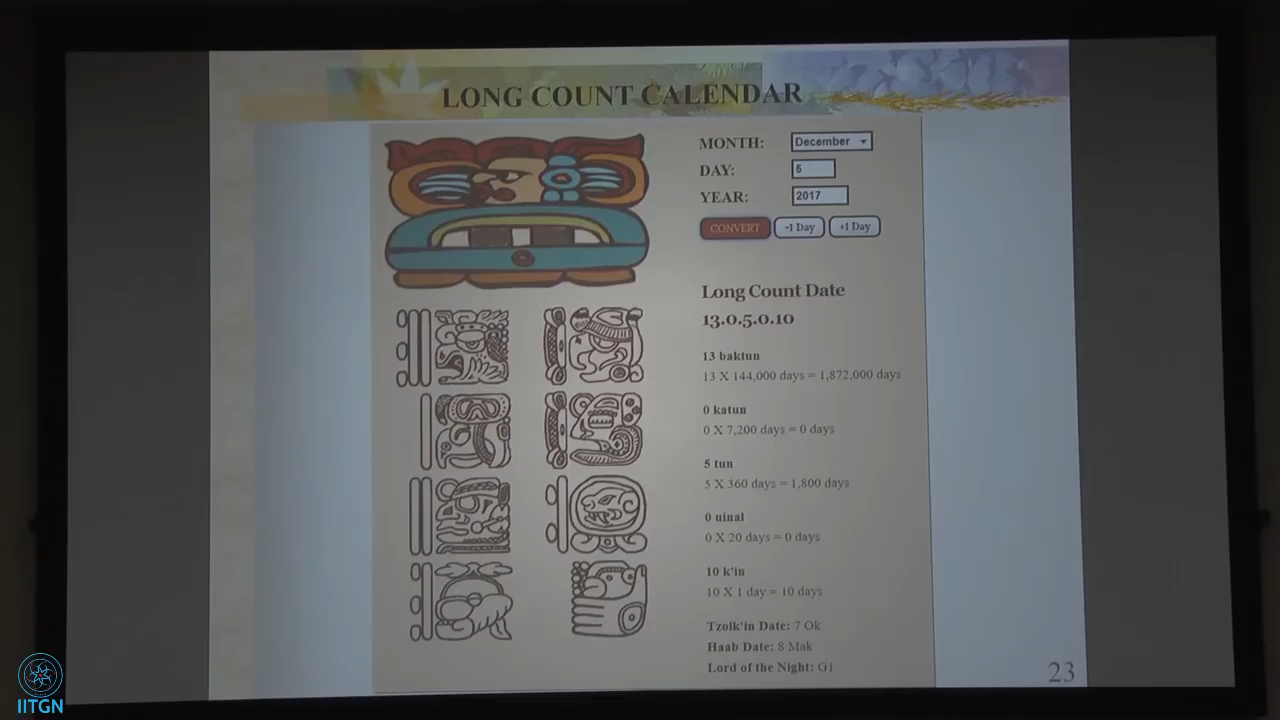 LONG COUNT CALENDAR
MONTH: December
DAY: 5
YEAR: 2017
CONVERT -1 Day +1 Day
Long Count Date
13.0.5.0.10
13 baktun
13 X 144,000 days = 1,872,000 days
0 katun
0 X 7,200 days = 0 days
5 tun
5 X 360 days = 1,800 days
0 uinal
0 X 20 days = 0 days
10 k'in
10 X 1 day = 10 days
Tzolk'in Date: 7 Ok
Haab Date: 8 Mak
Lord of the Night: G1
23
IITGN